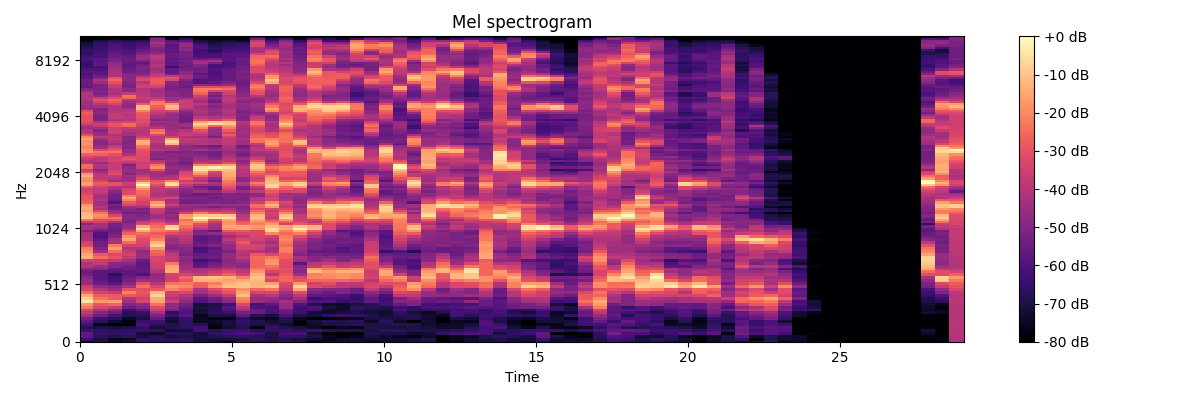 Mel spectrogram
Hz
8192
4096
2048
1024
512
0
0 5 10 15 20 25
Time
+0 dB
-10 dB
-20 dB
-30 dB
-40 dB
-50 dB
-60 dB
-70 dB
-80 dB